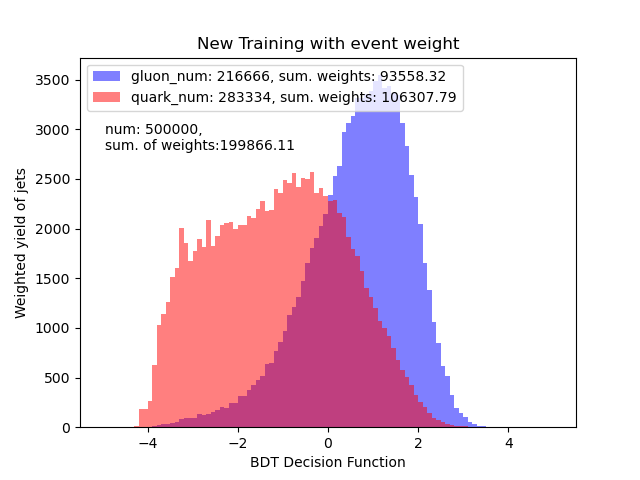 New Training with event weight
gluon_num: 216666, sum. weights: 93558.32
quark_num: 283334, sum. weights: 106307.79
num: 500000,
sum. of weights:199866.11
Weighted yield of jets
3500
3000
2500
2000
1500
1000
500
0
−4
−2
0
2
4
BDT Decision Function